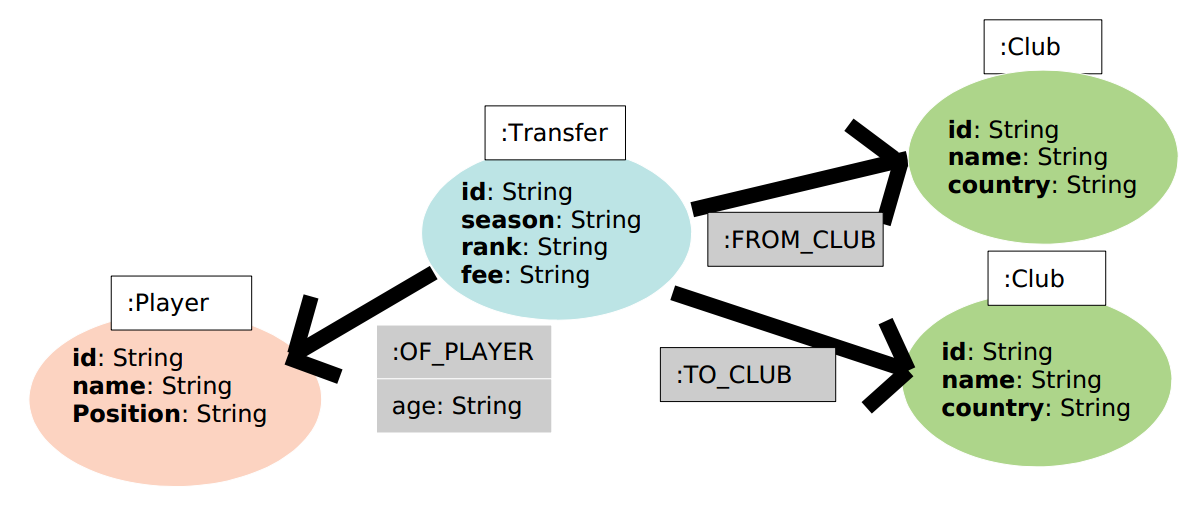 :Club
id: String
name: String
country: String
:Transfer
id: String
season: String
rank: String
fee: String
:FROM_CLUB
:Club
id: String
name: String
country: String
:TO_CLUB
:Player
id: String
name: String
Position: String
:OF_PLAYER
age: String